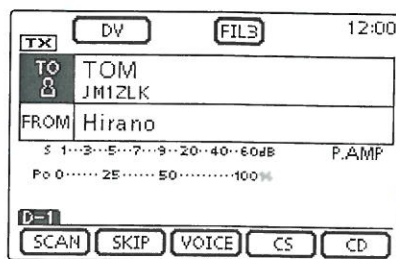 DV FIL3 12:00
TX
TO TOM
JM1ZLK
FROM Hirano
S 1···3···5···7···9··20··40··60dB P.AMP
Po 0······25······50·········100%
D-1
SCAN SKIP VOICE CS CD